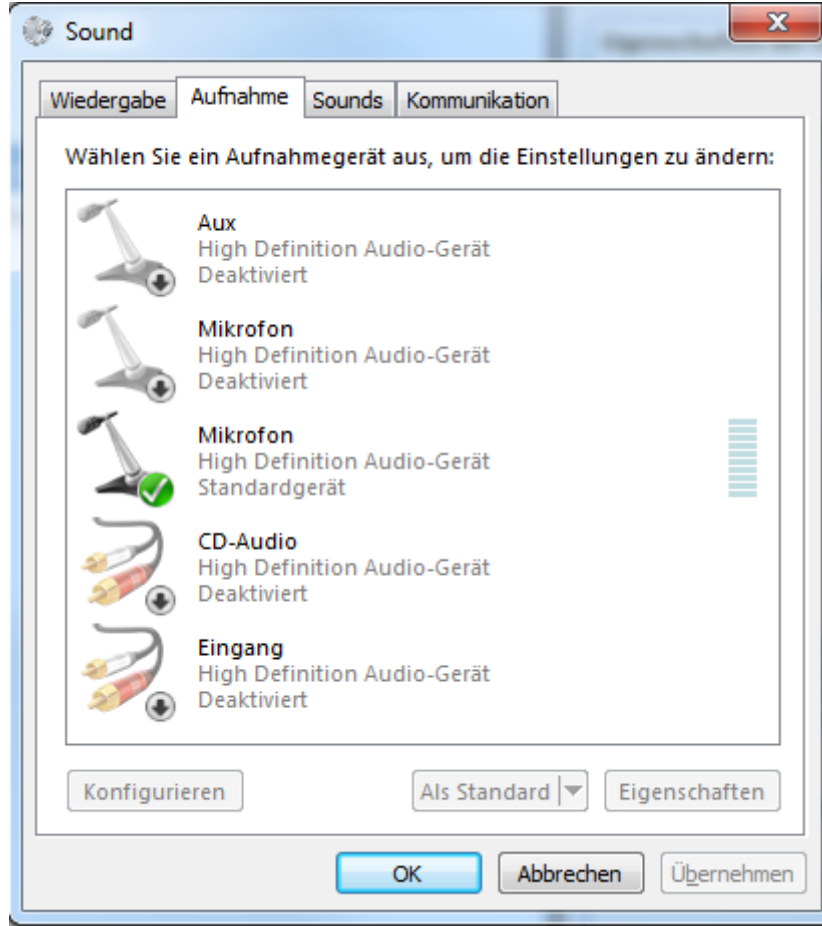 Sound
Wiedergabe
Aufnahme
Sounds
Kommunikation
Wählen Sie ein Aufnahmegerät aus, um die Einstellungen zu ändern:
Aux
High Definition Audio-Gerät
Deaktiviert
Mikrofon
High Definition Audio-Gerät
Deaktiviert
Mikrofon
High Definition Audio-Gerät
Standardgerät
CD-Audio
High Definition Audio-Gerät
Deaktiviert
Eingang
High Definition Audio-Gerät
Deaktiviert
Konfigurieren
Als Standard
Eigenschaften
OK
Abbrechen
Übernehmen